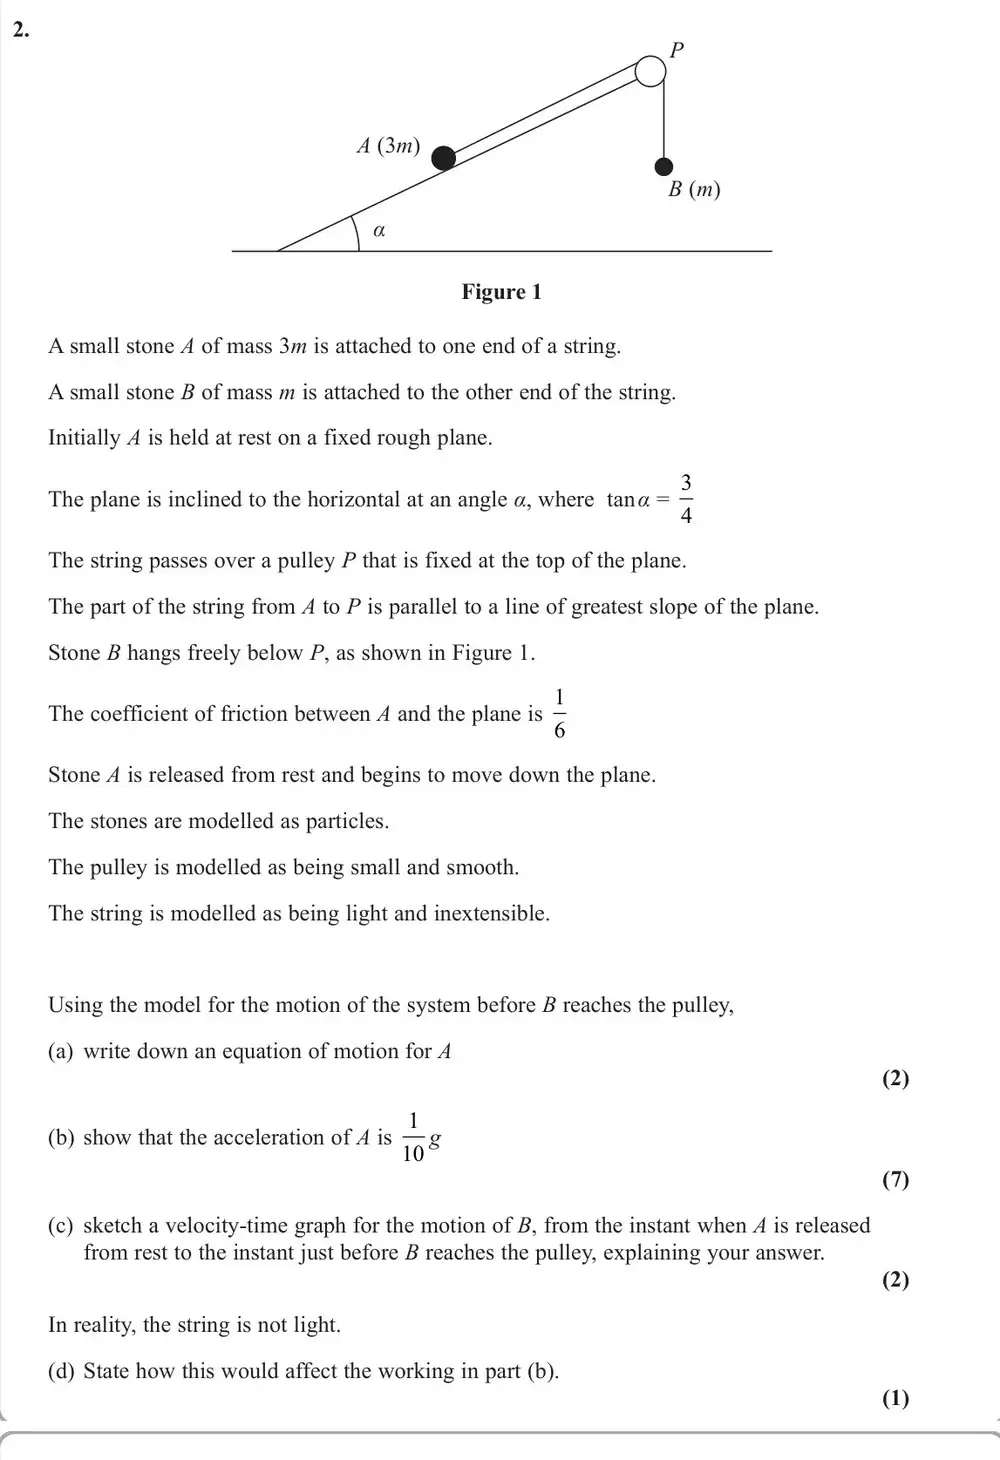 2.
P
A (3m)
B (m)
α
Figure 1
A small stone A of mass 3m is attached to one end of a string.
A small stone B of mass m is attached to the other end of the string.
Initially A is held at rest on a fixed rough plane.
The plane is inclined to the horizontal at an angle α, where tan α = 3/4
The string passes over a pulley P that is fixed at the top of the plane.
The part of the string from A to P is parallel to a line of greatest slope of the plane.
Stone B hangs freely below P, as shown in Figure 1.
The coefficient of friction between A and the plane is 1/6
Stone A is released from rest and begins to move down the plane.
The stones are modelled as particles.
The pulley is modelled as being small and smooth.
The string is modelled as being light and inextensible.
Using the model for the motion of the system before B reaches the pulley,
(a) write down an equation of motion for A
(2)
(b) show that the acceleration of A is 1/10 g
(7)
(c) sketch a velocity-time graph for the motion of B, from the instant when A is released
from rest to the instant just before B reaches the pulley, explaining your answer.
(2)
In reality, the string is not light.
(d) State how this would affect the working in part (b).
(1)